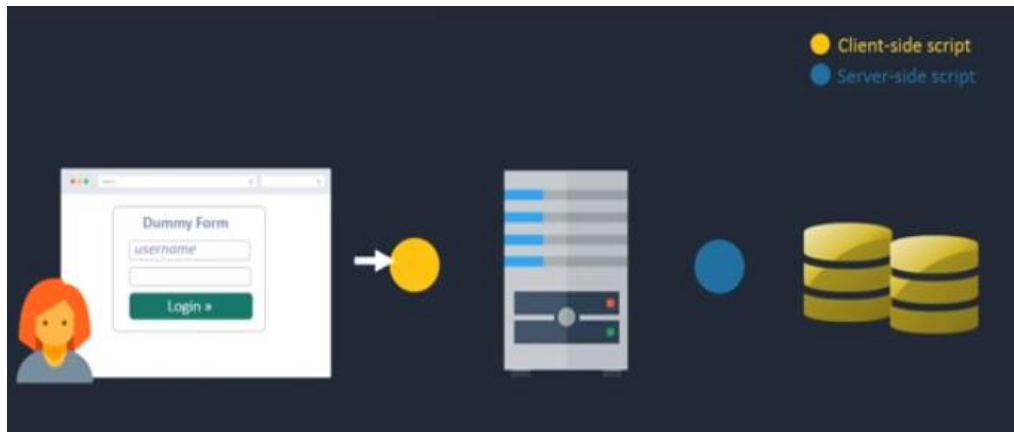 Client-side script
Server-side script
Dummy Form
username
Login »